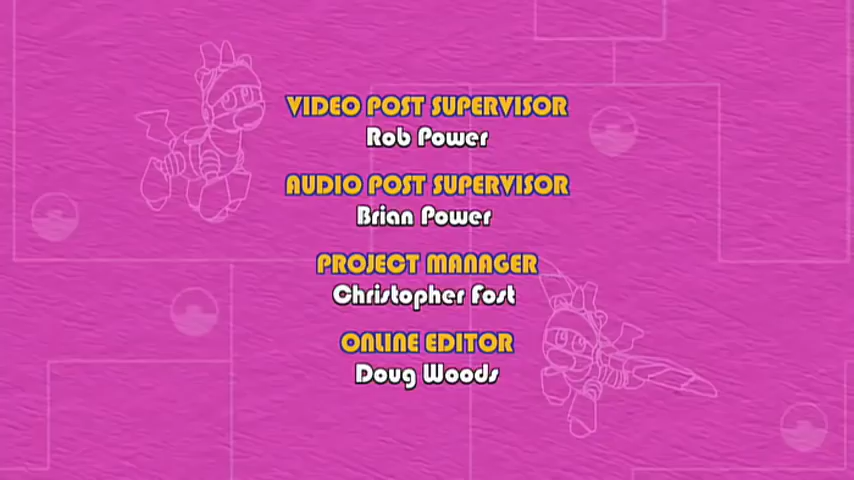 VIDEO POST SUPERVISOR
Rob Power
AUDIO POST SUPERVISOR
Brian Power
PROJECT MANAGER
Christopher Fost
ONLINE EDITOR
Doug Woods